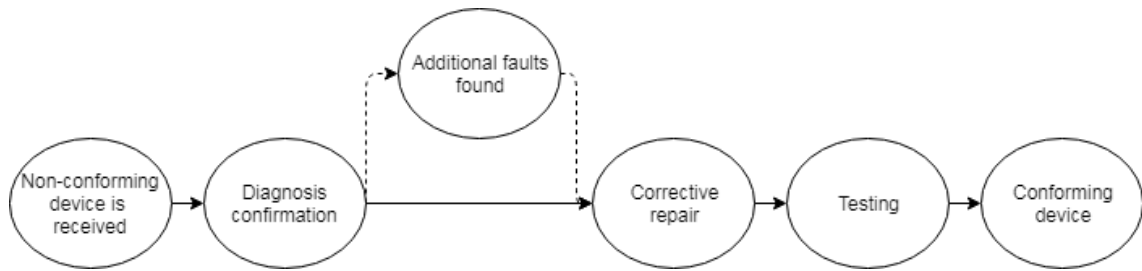 Non-conforming
device is
received
Diagnosis
confirmation
Additional faults
found
Corrective
repair
Testing
Conforming
device